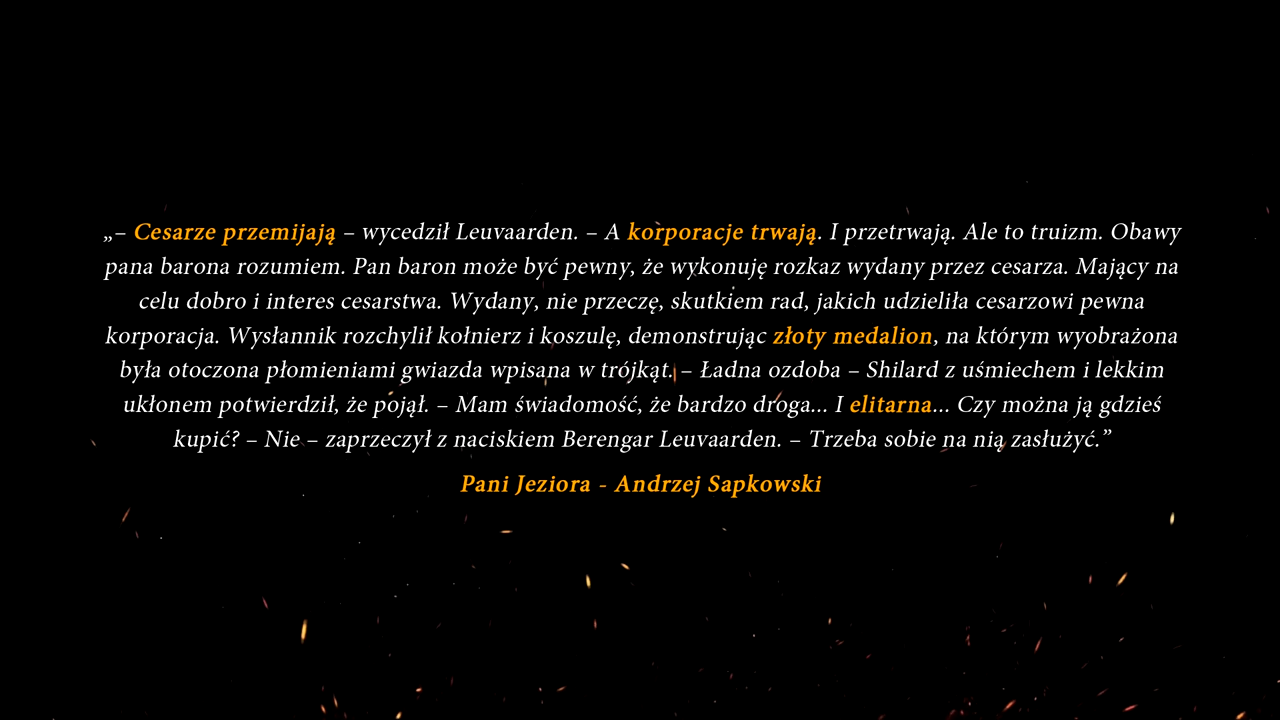 „– Cesarze przemijają – wycedził Leuvaarden. – A korporacje trwają. I przetrwają. Ale to truizm. Obawy
pana barona rozumiem. Pan baron może być pewny, że wykonuję rozkaz wydany przez cesarza. Mający na
celu dobro i interes cesarstwa. Wydany, nie przeczę, skutkiem rad, jakich udzieliła cesarzowi pewna
korporacja. Wysłannik rozchylił kołnierz i koszulę, demonstrując złoty medalion, na którym wyobrażona
była otoczona płomieniami gwiazda wpisana w trójkąt. – Ładna ozdoba – Shilard z uśmiechem i lekkim
ukłonem potwierdził, że pojął. – Mam świadomość, że bardzo droga... I elitarna... Czy można ją gdzieś
kupić? – Nie – zaprzeczył z naciskiem Berengar Leuvaarden. – Trzeba sobie na nią zasłużyć.”
Pani Jeziora - Andrzej Sapkowski